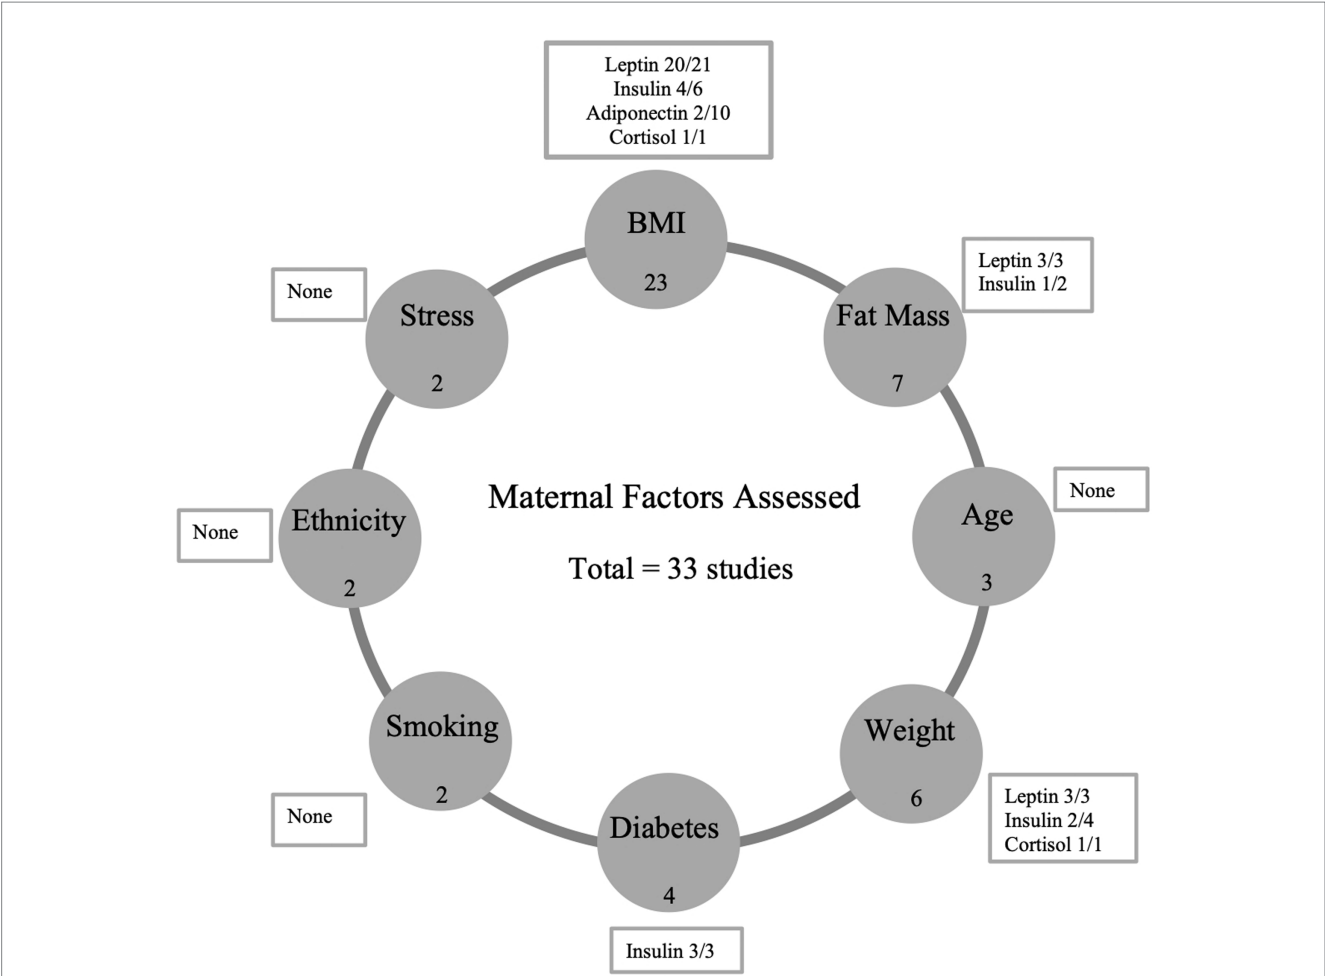 Leptin 20/21
Insulin 4/6
Adiponectin 2/10
Cortisol 1/1
BMI
23
Leptin 3/3
Insulin 1/2
Fat Mass
7
None
Age
3
Weight
6
Leptin 3/3
Insulin 2/4
Cortisol 1/1
Diabetes
4
Insulin 3/3
Smoking
2
None
Ethnicity
2
None
Stress
2
None
Maternal Factors Assessed
Total = 33 studies